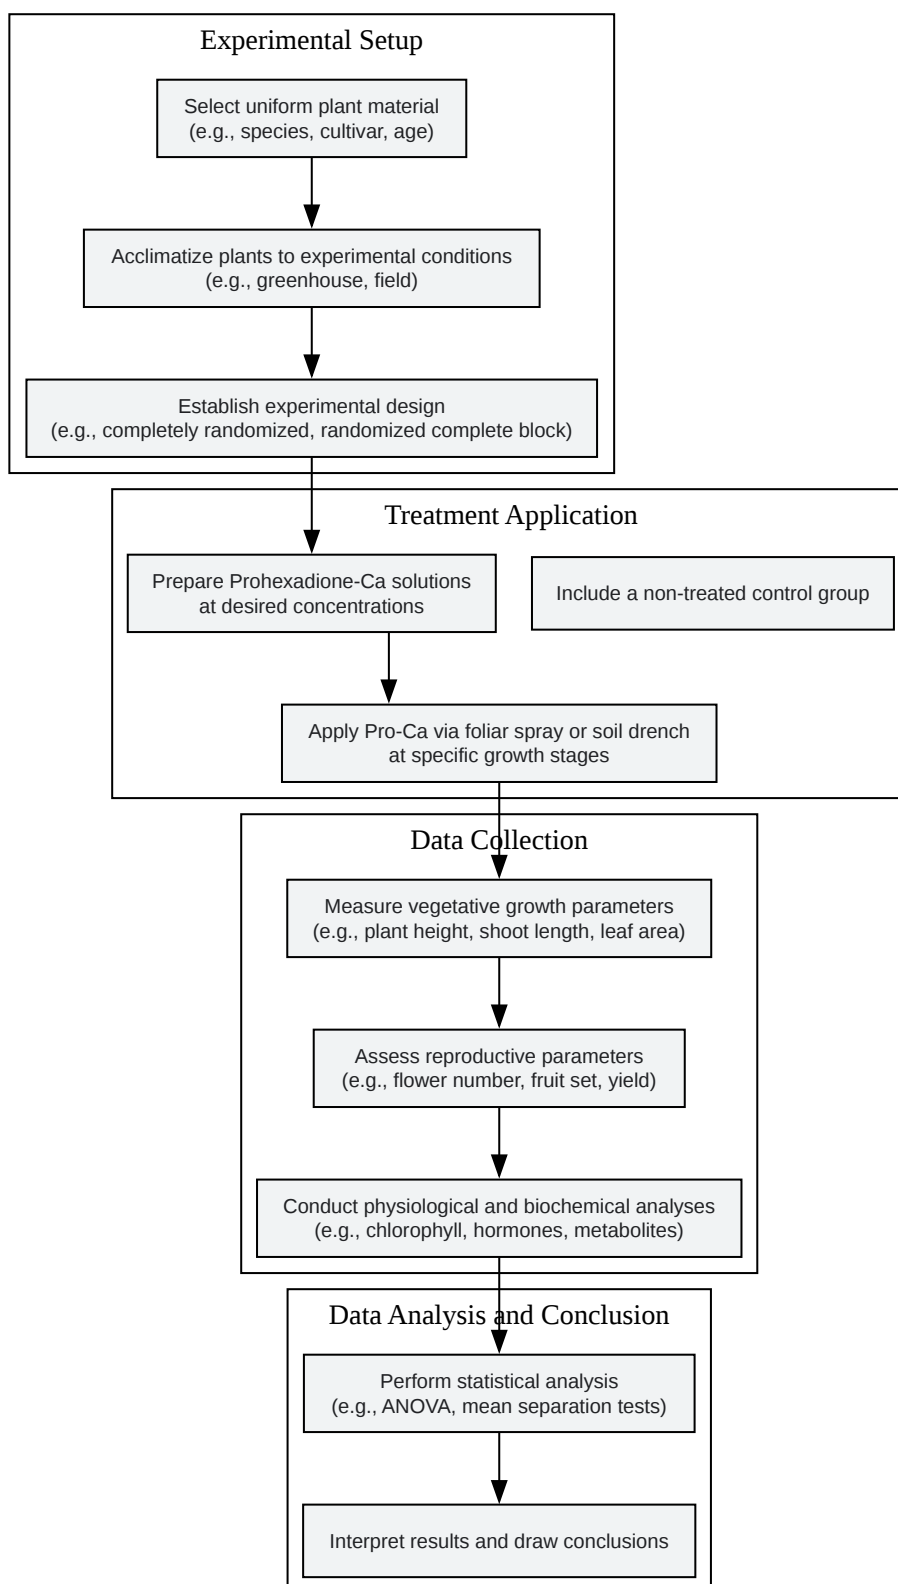 Experimental Setup
Select uniform plant material
(e.g., species, cultivar, age)
Acclimatize plants to experimental conditions
(e.g., greenhouse, field)
Establish experimental design
(e.g., completely randomized, randomized complete block)
Treatment Application
Prepare Prohexadione-Ca solutions
at desired concentrations
Include a non-treated control group
Apply Pro-Ca via foliar spray or soil drench
at specific growth stages
Data Collection
Measure vegetative growth parameters
(e.g., plant height, shoot length, leaf area)
Assess reproductive parameters
(e.g., flower number, fruit set, yield)
Conduct physiological and biochemical analyses
(e.g., chlorophyll, hormones, metabolites)
Data Analysis and Conclusion
Perform statistical analysis
(e.g., ANOVA, mean separation tests)
Interpret results and draw conclusions